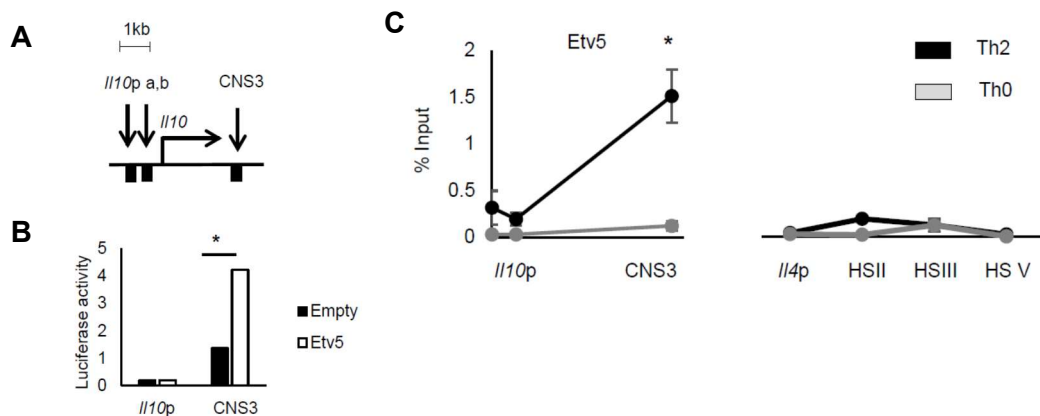 A
1kb
Il10p a,b
CNS3
Il10
B
Luciferase activity
5
4
3
2
1
0
*
Il10p
CNS3
Empty
Etv5
C
Etv5
*
% Input
2
1.5
1
0.5
0
Il10p
CNS3
Th2
Th0
Il4p
HSII
HSIII
HS V